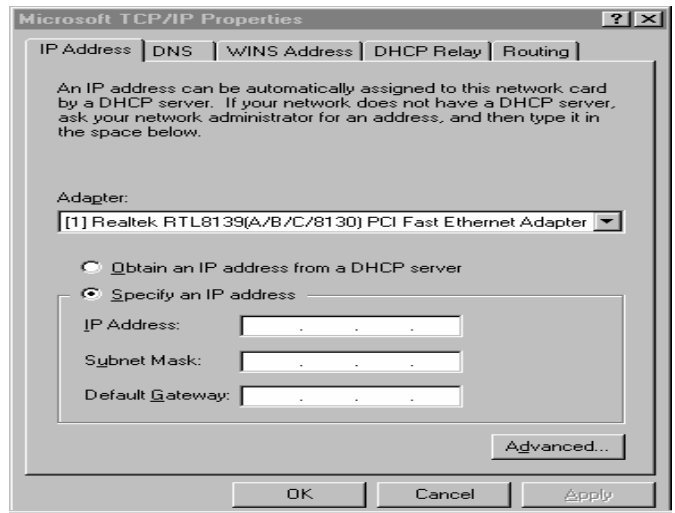 Microsoft TCP/IP Properties
IP Address DNS WINS Address DHCP Relay Routing
An IP address can be automatically assigned to this network card
by a DHCP server. If your network does not have a DHCP server,
ask your network administrator for an address, and then type it in
the space below.
Adapter:
[1] Realtek RTL8139(A/B/C/8130) PCI Fast Ethernet Adapter
Obtain an IP address from a DHCP server
Specify an IP address
IP Address: . . .
Subnet Mask: . . .
Default Gateway: . . .
Advanced...
OK Cancel Apply